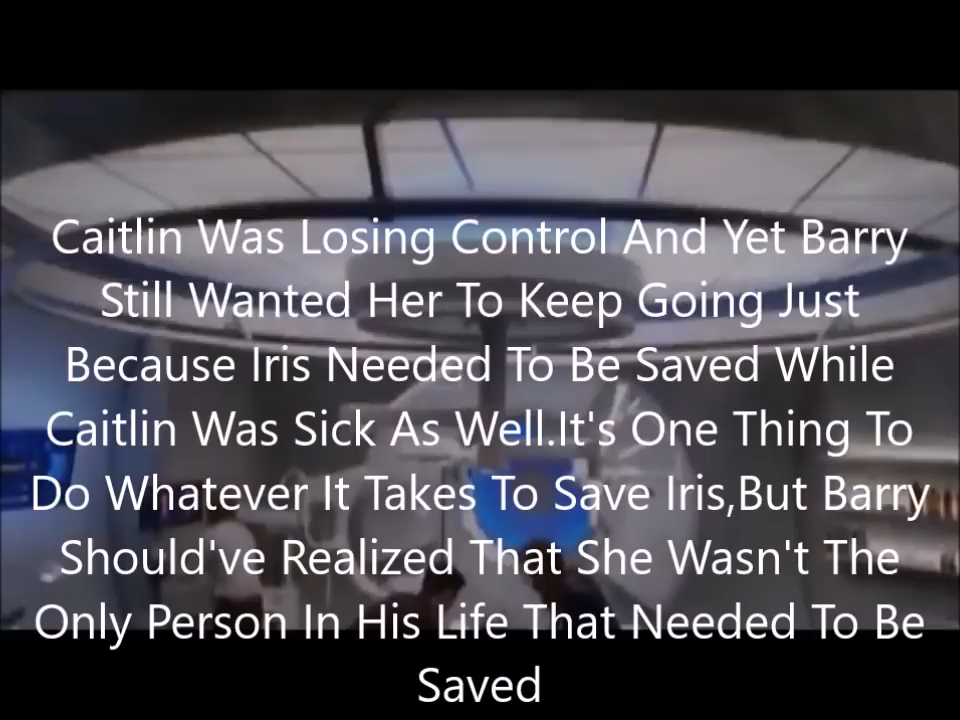 Caitlin Was Losing Control And Yet Barry
Still Wanted Her To Keep Going Just
Because Iris Needed To Be Saved While
Caitlin Was Sick As Well.It's One Thing To
Do Whatever It Takes To Save Iris,But Barry
Should've Realized That She Wasn't The
Only Person In His Life That Needed To Be
Saved